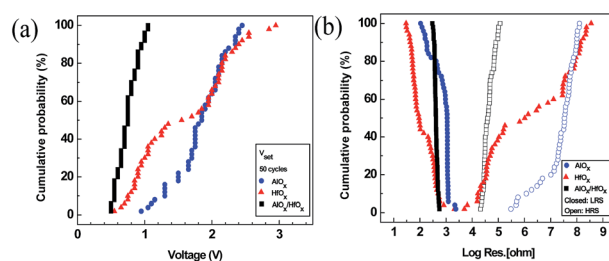 (a)
Cumulative probability (%)
100
80
60
40
20
0
V_set
50 cycles
AlO_x
HfO_x
AlO_x/HfO_x
0 1 2 3
Voltage (V)
(b)
Cumulative probability (%)
100
80
60
40
20
0
AlO_x
HfO_x
AlO_x/HfO_x
Closed: LRS
Open: HRS
1 2 3 4 5 6 7 8 9
Log Res.[ohm]